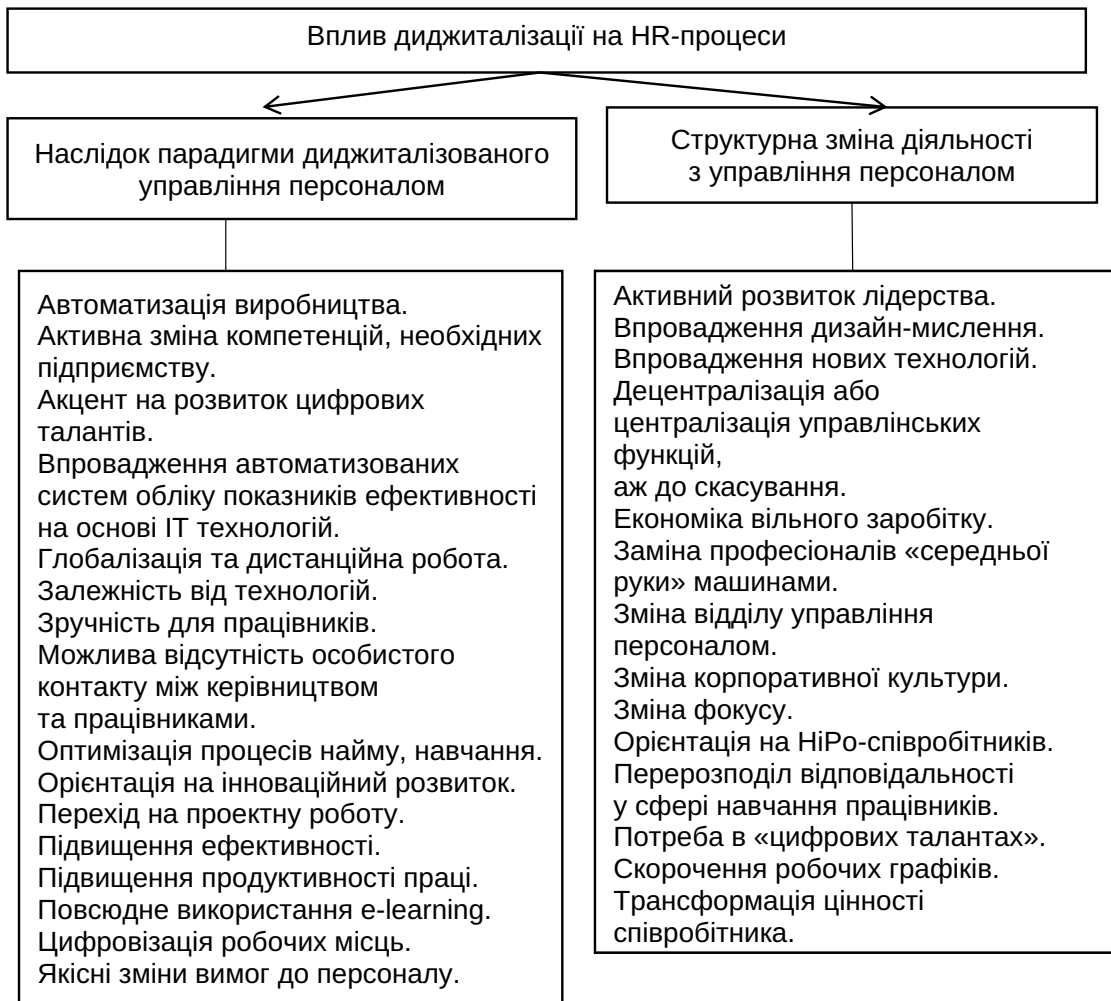 Вплив диджиталізації на HR-процеси
Наслідок парадигми диджиталізованого
управління персоналом
Структурна зміна діяльності
з управління персоналом
Автоматизація виробництва.
Активна зміна компетенцій, необхідних
підприємству.
Акцент на розвиток цифрових
талантів.
Впровадження автоматизованих
систем обліку показників ефективності
на основі ІТ технологій.
Глобалізація та дистанційна робота.
Залежність від технологій.
Зручність для працівників.
Можлива відсутність особистого
контакту між керівництвом
та працівниками.
Оптимізація процесів найму, навчання.
Орієнтація на інноваційний розвиток.
Перехід на проектну роботу.
Підвищення ефективності.
Підвищення продуктивності праці.
Повсюдне використання e-learning.
Цифровізація робочих місць.
Якісні зміни вимог до персоналу.
Активний розвиток лідерства.
Впровадження дизайн-мислення.
Впровадження нових технологій.
Децентралізація або
централізація управлінських
функцій,
аж до скасування.
Економіка вільного заробітку.
Заміна професіоналів «середньої
руки» машинами.
Зміна відділу управління
персоналом.
Зміна корпоративної культури.
Зміна фокусу.
Орієнтація на HiPo-співробітників.
Перерозподіл відповідальності
у сфері навчання працівників.
Потреба в «цифрових талантах».
Скорочення робочих графіків.
Трансформація цінності
співробітника.